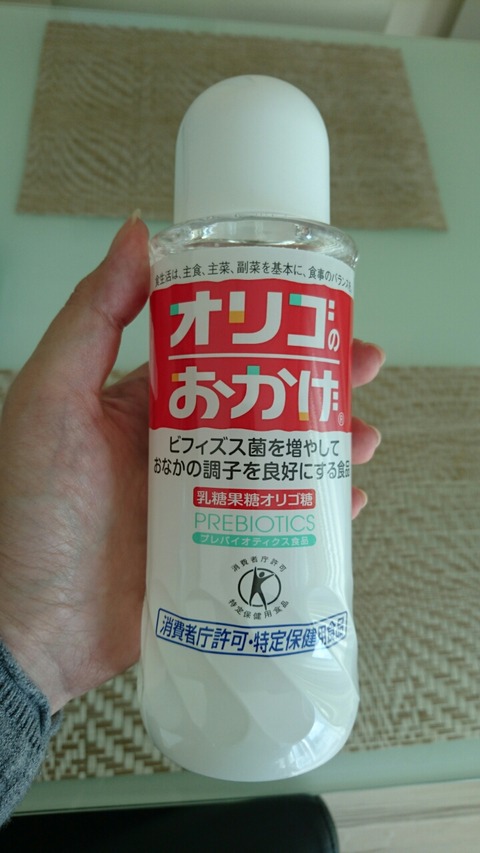 食生活は、主食、主菜、副菜を基本に、食事のバランスを
オリゴの
おかげ®
ビフィズス菌を増やして
おなかの調子を良好にする食品
乳糖果糖オリゴ糖
PREBIOTICS
プレバイオティクス食品
消費者庁許可
特定保健用食品
消費者庁許可・特定保健用食品